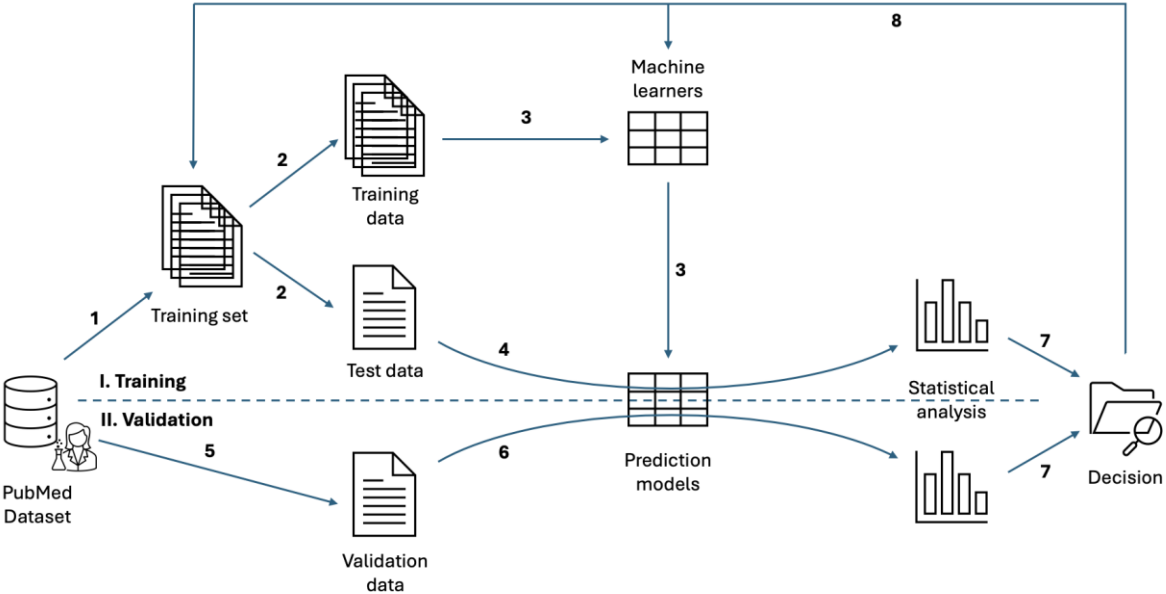 8
Machine
learners
3
2
Training
data
3
2
Training set
1
Test data
4
7
I. Training
Statistical
analysis
II. Validation
5
6
Prediction
models
7
Decision
PubMed
Dataset
Validation
data